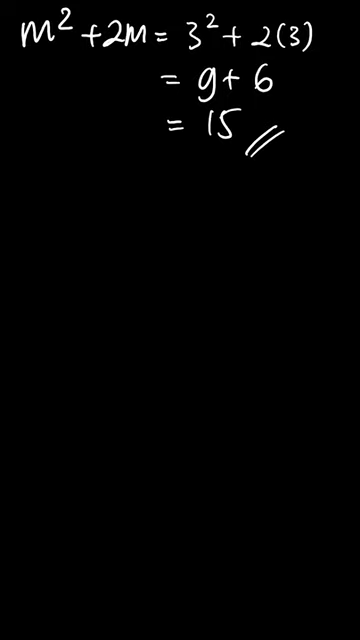 m² + 2m = 3² + 2(3)
= 9 + 6
= 15